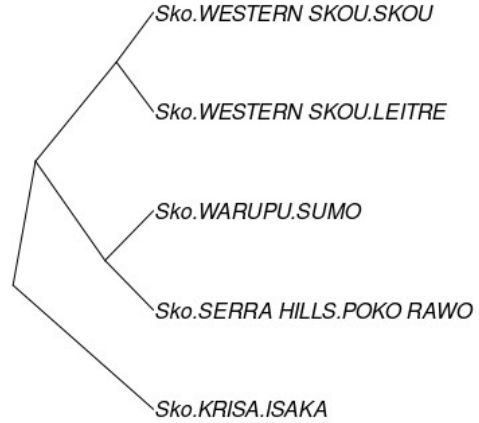 Sko.WESTERN SKOU.SKOU
Sko.WESTERN SKOU.LEITRE
Sko.WARUPU.SUMO
Sko.SERRA HILLS.POKO RAWO
Sko.KRISA.ISAKA